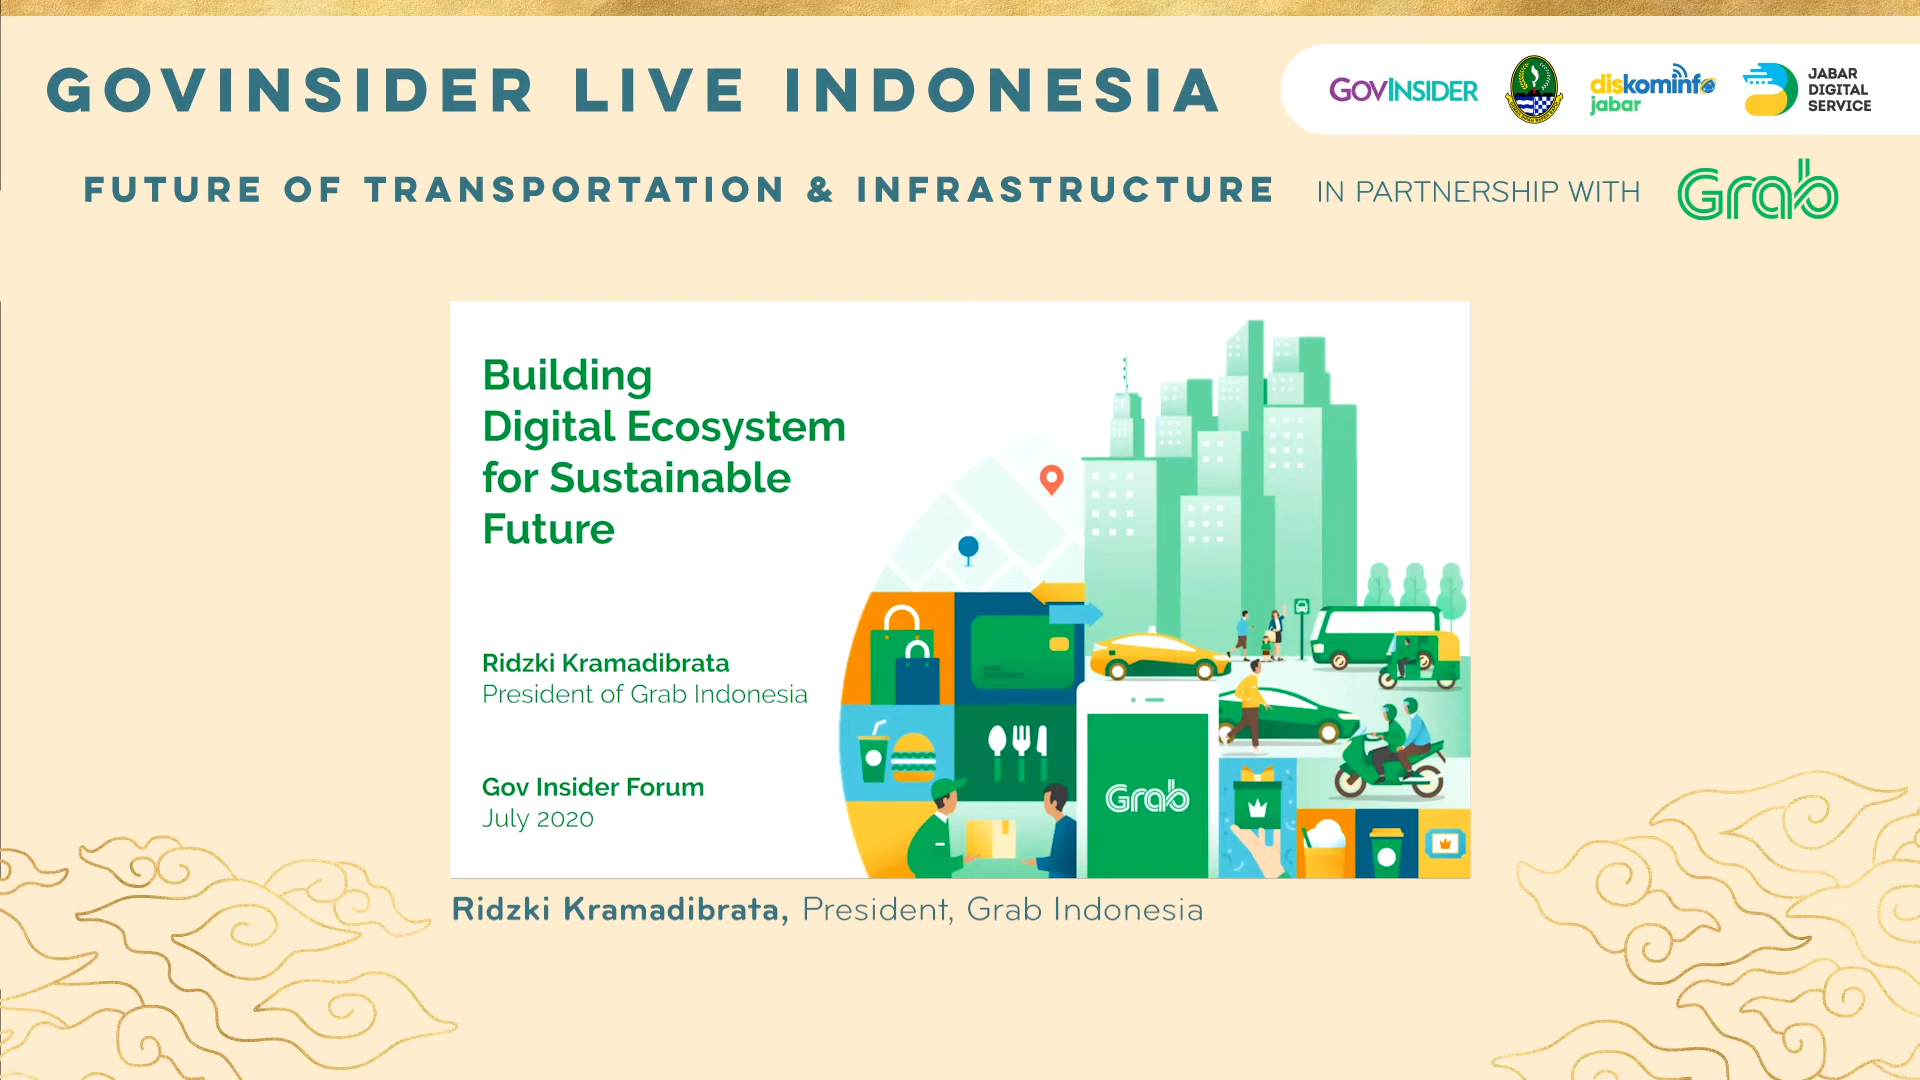 GOVINSIDER LIVE INDONESIA
GOVINSIDER
diskominfo
jabar
JABAR
DIGITAL
SERVICE
FUTURE OF TRANSPORTATION & INFRASTRUCTURE
IN PARTNERSHIP WITH
Grab
Building
Digital Ecosystem
for Sustainable
Future
Ridzki Kramadibrata
President of Grab Indonesia
Gov Insider Forum
July 2020
Grab
Ridzki Kramadibrata, President, Grab Indonesia